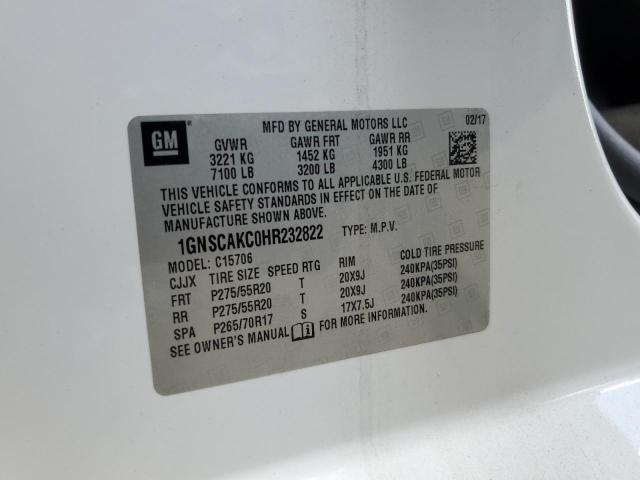 GM
MFD BY GENERAL MOTORS LLC 02/17
GVWR GAWR FRT GAWR RR
3221 KG 1452 KG 1951 KG
7100 LB 3200 LB 4300 LB
THIS VEHICLE CONFORMS TO ALL APPLICABLE U.S. FEDERAL MOTOR
VEHICLE SAFETY STANDARDS IN EFFECT ON THE DATE OF
MANUFACTURE SHOWN ABOVE.
1GNSCAKC0HR232822 TYPE: M.P.V.
MODEL: C15706
CJJX TIRE SIZE SPEED RTG RIM COLD TIRE PRESSURE
FRT P275/55R20 T 20X9J 240KPA(35PSI)
RR P275/55R20 T 20X9J 240KPA(35PSI)
SPA P265/70R17 S 17X7.5J 240KPA(35PSI)
SEE OWNER'S MANUAL FOR MORE INFORMATION.